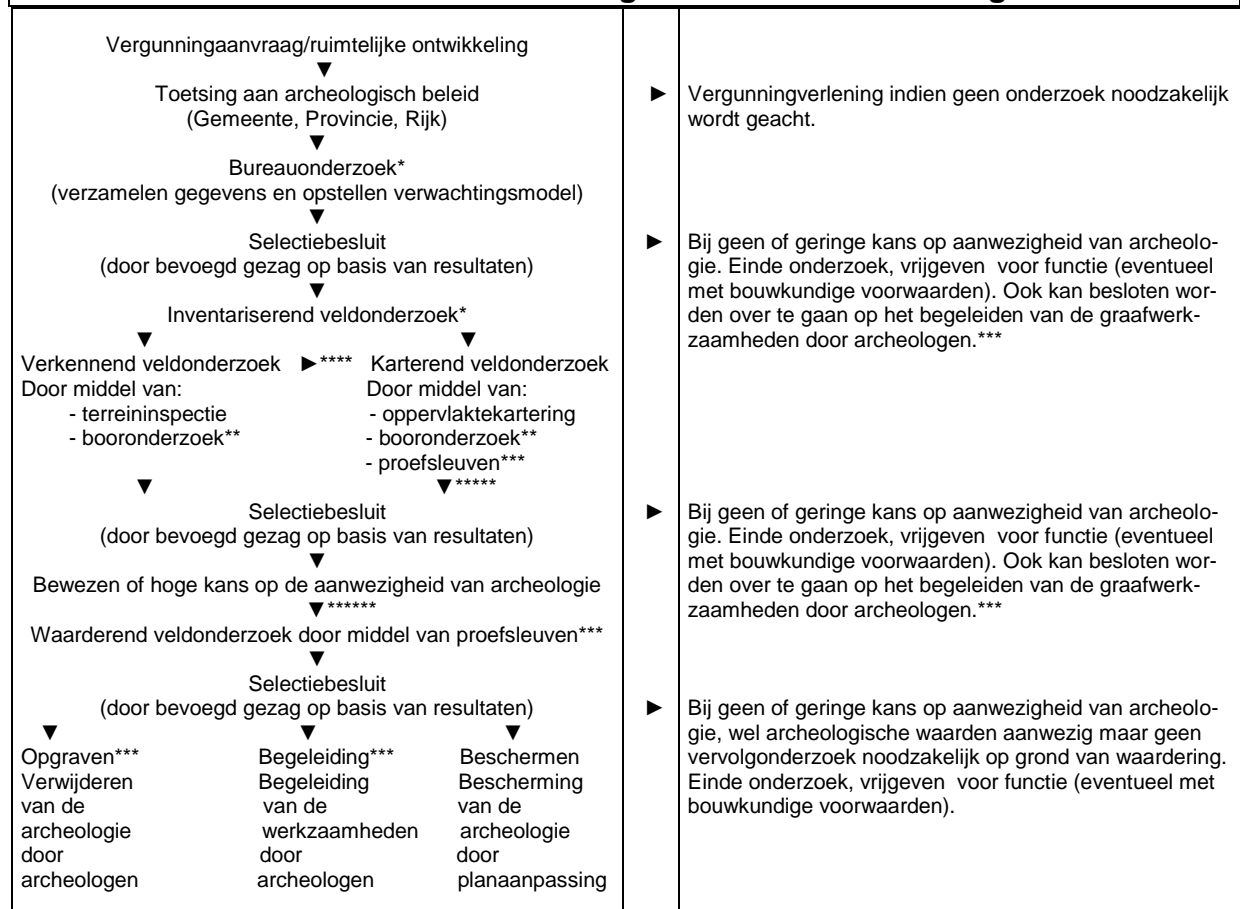 Vergunningaanvraag/ruimtelijke ontwikkeling
▼
Toetsing aan archeologisch beleid
(Gemeente, Provincie, Rijk)
► Vergunningverlening indien geen onderzoek noodzakelijk
wordt geacht.
▼
Bureauonderzoek*
(verzamelen gegevens en opstellen verwachtingsmodel)
▼
Selectiebesluit
(door bevoegd gezag op basis van resultaten)
► Bij geen of geringe kans op aanwezigheid van archeolo-
gie. Einde onderzoek, vrijgeven voor functie (eventueel
met bouwkundige voorwaarden). Ook kan besloten wor-
den over te gaan op het begeleiden van de graafwerk-
zaamheden door archeologen.***
▼
Inventariserend veldonderzoek*
▼ ▼
Verkennend veldonderzoek ►**** Karterend veldonderzoek
Door middel van: Door middel van:
- terreininspectie - oppervlaktekartering
- booronderzoek** - booronderzoek**
- proefsleuven***
▼ ▼*****
Selectiebesluit
(door bevoegd gezag op basis van resultaten)
► Bij geen of geringe kans op aanwezigheid van archeolo-
gie. Einde onderzoek, vrijgeven voor functie (eventueel
met bouwkundige voorwaarden). Ook kan besloten wor-
den over te gaan op het begeleiden van de graafwerk-
zaamheden door archeologen.***
▼
Bewezen of hoge kans op de aanwezigheid van archeologie
▼******
Waarderend veldonderzoek door middel van proefsleuven***
▼
Selectiebesluit
(door bevoegd gezag op basis van resultaten)
► Bij geen of geringe kans op aanwezigheid van archeolo-
gie, wel archeologische waarden aanwezig maar geen
vervolgonderzoek noodzakelijk op grond van waardering.
Einde onderzoek, vrijgeven voor functie (eventueel met
bouwkundige voorwaarden).
▼ ▼ ▼
Opgraven*** Begeleiding*** Beschermen
Verwijderen Begeleiding Bescherming
van de van de van de
archeologie werkzaamheden archeologie
door door door
archeologen archeologen planaanpassing